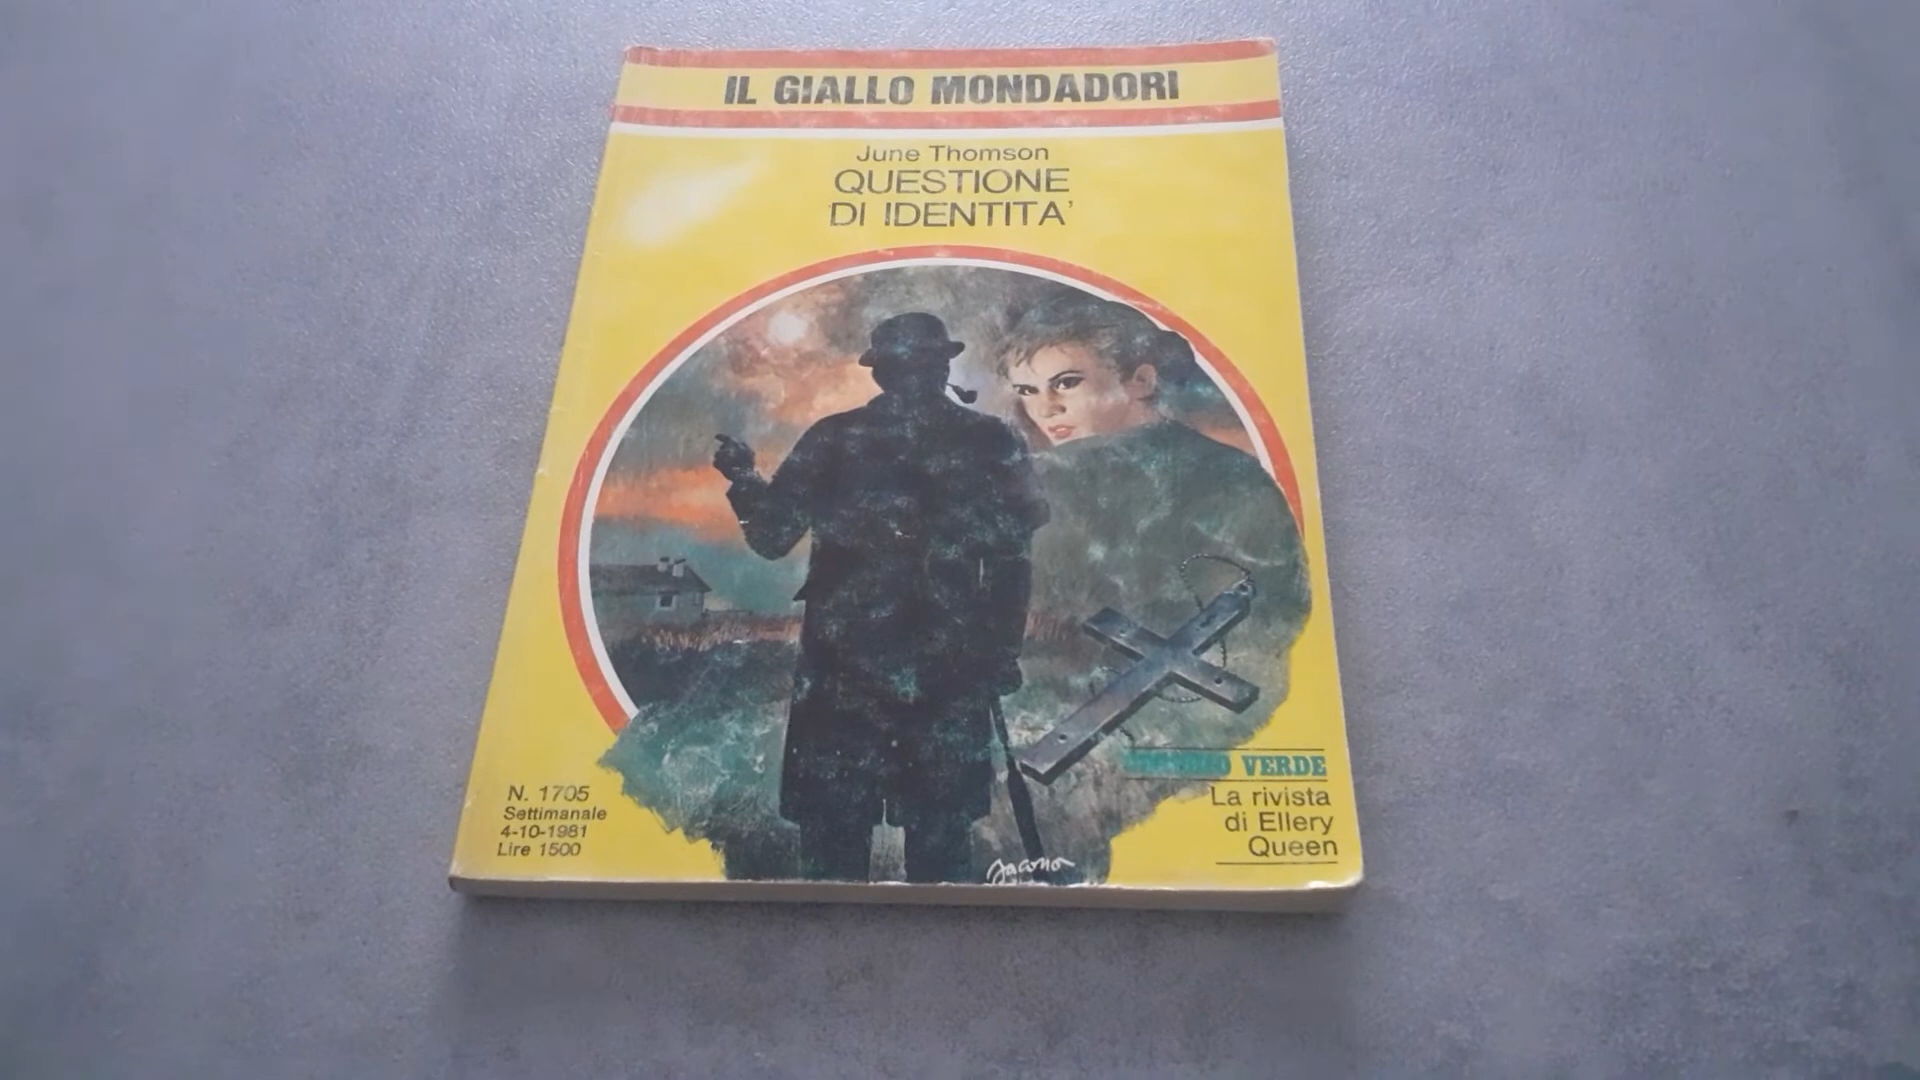 IL GIALLO MONDADORI
June Thomson
QUESTIONE
DI IDENTITA'
VERDE
La rivista
di Ellery
Queen
N. 1705
Settimanale
4-10-1981
Lire 1500
Jacono